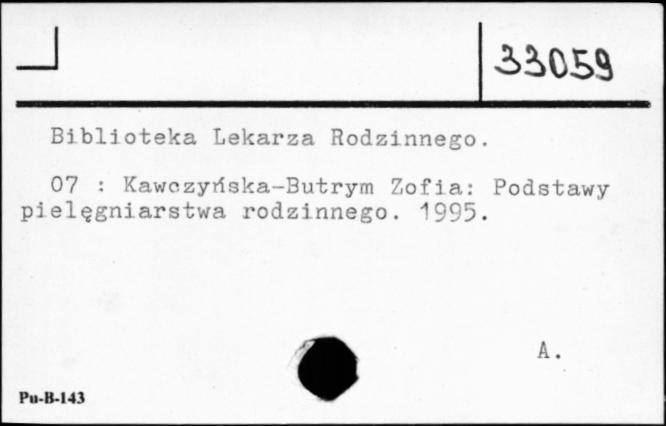 33059
Biblioteka Lekarza Rodzinnego.
07 : Kawczyńska-Butrym Zofia: Podstawy
pielęgniarstwa rodzinnego. 1995.
A.
Pu-B-143